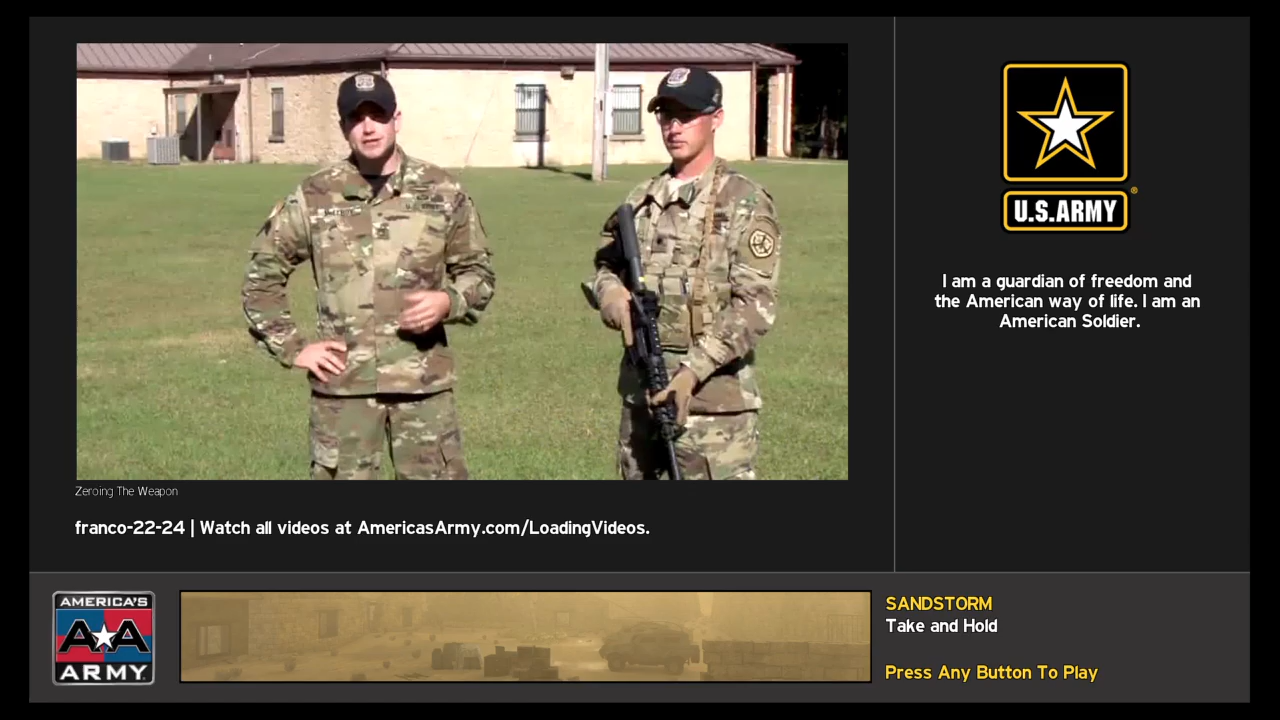 U.S.ARMY
®
I am a guardian of freedom and
the American way of life. I am an
American Soldier.
Zeroing The Weapon
franco-22-24 | Watch all videos at AmericasArmy.com/LoadingVideos.
AMERICA'S
AA
ARMY
SANDSTORM
Take and Hold
Press Any Button To Play